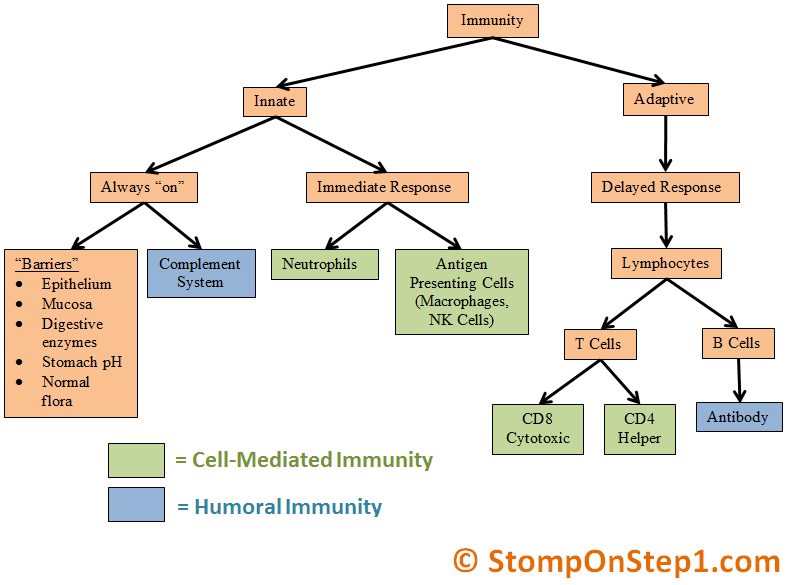 Immunity
Innate
Adaptive
Always “on”
Immediate Response
Delayed Response
“Barriers”
• Epithelium
• Mucosa
• Digestive
enzymes
• Stomach pH
• Normal
flora
Complement
System
Neutrophils
Antigen
Presenting Cells
(Macrophages,
NK Cells)
Lymphocytes
T Cells
B Cells
CD8
Cytotoxic
CD4
Helper
Antibody
= Cell-Mediated Immunity
= Humoral Immunity
© StompOnStep1.com